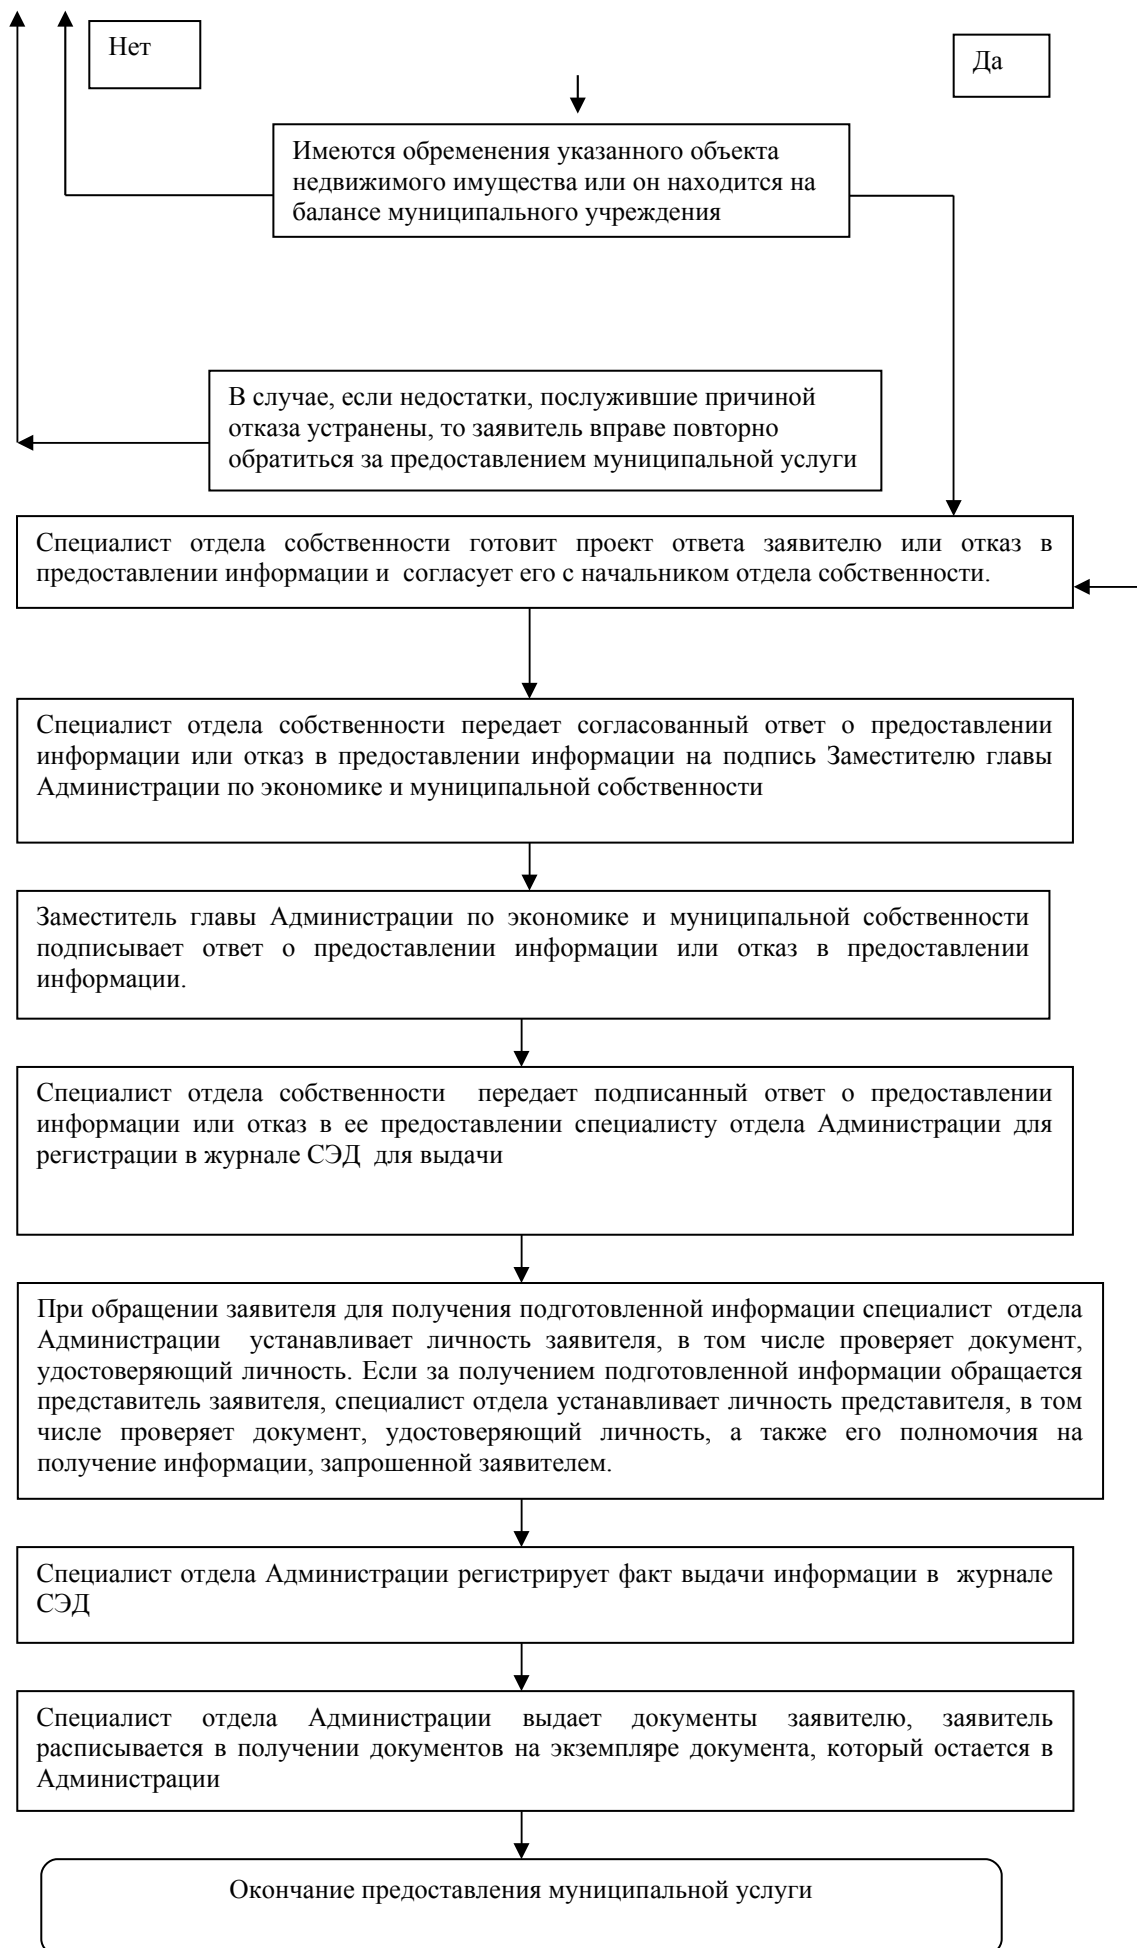 Нет
Да
Имеются обременения указанного объекта
недвижимого имущества или он находится на
балансе муниципального учреждения
В случае, если недостатки, послужившие причиной
отказа устранены, то заявитель вправе повторно
обратиться за предоставлением муниципальной услуги
Специалист отдела собственности готовит проект ответа заявителю или отказ в
предоставлении информации и согласует его с начальником отдела собственности.
Специалист отдела собственности передает согласованный ответ о предоставлении
информации или отказ в предоставлении информации на подпись Заместителю главы
Администрации по экономике и муниципальной собственности
Заместитель главы Администрации по экономике и муниципальной собственности
подписывает ответ о предоставлении информации или отказ в предоставлении
информации.
Специалист отдела собственности передает подписанный ответ о предоставлении
информации или отказ в ее предоставлении специалисту отдела Администрации для
регистрации в журнале СЭД для выдачи
При обращении заявителя для получения подготовленной информации специалист отдела
Администрации устанавливает личность заявителя, в том числе проверяет документ,
удостоверяющий личность. Если за получением подготовленной информации обращается
представитель заявителя, специалист отдела устанавливает личность представителя, в том
числе проверяет документ, удостоверяющий личность, а также его полномочия на
получение информации, запрошенной заявителем.
Специалист отдела Администрации регистрирует факт выдачи информации в журнале
СЭД
Специалист отдела Администрации выдает документы заявителю, заявитель
расписывается в получении документов на экземпляре документа, который остается в
Администрации
Окончание предоставления муниципальной услуги